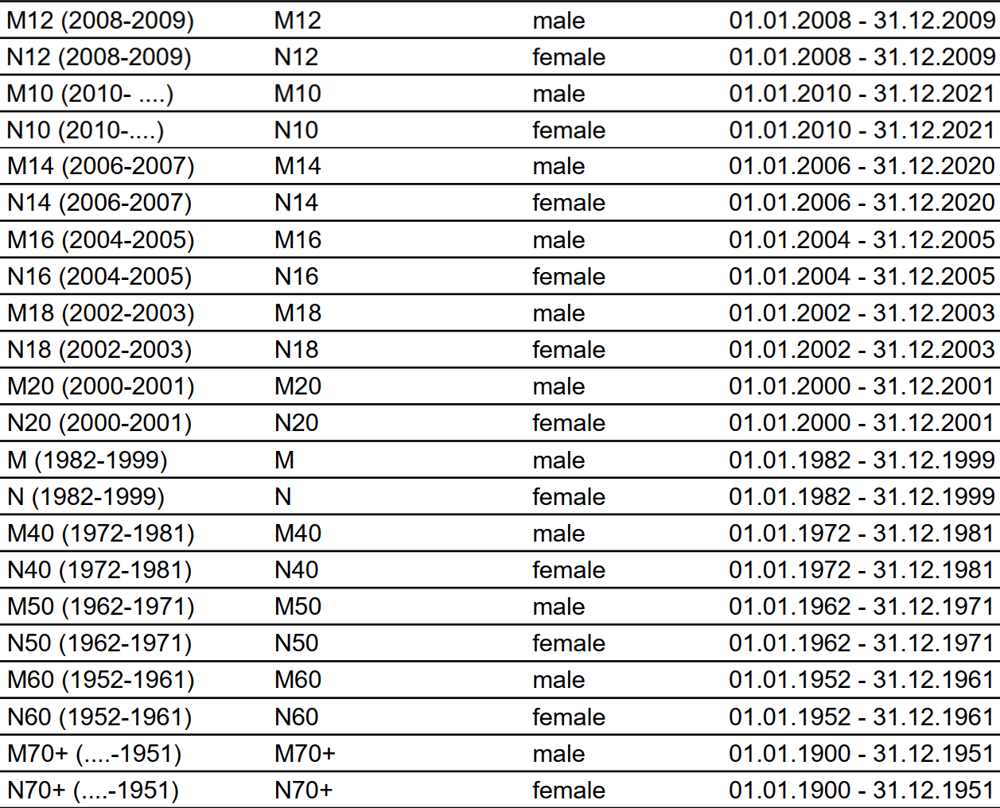 M12 (2008-2009) M12 male 01.01.2008 - 31.12.2009
N12 (2008-2009) N12 female 01.01.2008 - 31.12.2009
M10 (2010- ....) M10 male 01.01.2010 - 31.12.2021
N10 (2010-....) N10 female 01.01.2010 - 31.12.2021
M14 (2006-2007) M14 male 01.01.2006 - 31.12.2020
N14 (2006-2007) N14 female 01.01.2006 - 31.12.2020
M16 (2004-2005) M16 male 01.01.2004 - 31.12.2005
N16 (2004-2005) N16 female 01.01.2004 - 31.12.2005
M18 (2002-2003) M18 male 01.01.2002 - 31.12.2003
N18 (2002-2003) N18 female 01.01.2002 - 31.12.2003
M20 (2000-2001) M20 male 01.01.2000 - 31.12.2001
N20 (2000-2001) N20 female 01.01.2000 - 31.12.2001
M (1982-1999) M male 01.01.1982 - 31.12.1999
N (1982-1999) N female 01.01.1982 - 31.12.1999
M40 (1972-1981) M40 male 01.01.1972 - 31.12.1981
N40 (1972-1981) N40 female 01.01.1972 - 31.12.1981
M50 (1962-1971) M50 male 01.01.1962 - 31.12.1971
N50 (1962-1971) N50 female 01.01.1962 - 31.12.1971
M60 (1952-1961) M60 male 01.01.1952 - 31.12.1961
N60 (1952-1961) N60 female 01.01.1952 - 31.12.1961
M70+ (....-1951) M70+ male 01.01.1900 - 31.12.1951
N70+ (....-1951) N70+ female 01.01.1900 - 31.12.1951